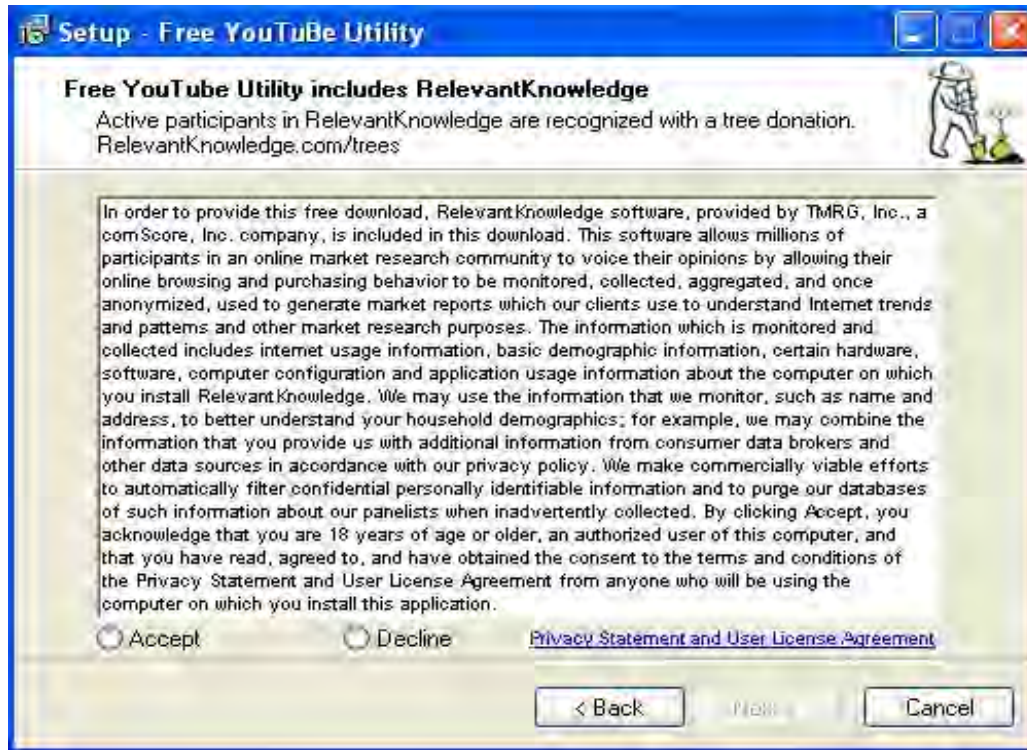 Setup - Free YouTuBe Utility
Free YouTube Utility includes RelevantKnowledge
Active participants in RelevantKnowledge are recognized with a tree donation.
RelevantKnowledge.com/trees
In order to provide this free download, RelevantKnowledge software, provided by TMRG, Inc., a
comScore, Inc. company, is included in this download. This software allows millions of
participants in an online market research community to voice their opinions by allowing their
online browsing and purchasing behavior to be monitored, collected, aggregated, and once
anonymized, used to generate market reports which our clients use to understand Internet trends
and patterns and other market research purposes. The information which is monitored and
collected includes internet usage information, basic demographic information, certain hardware,
software, computer configuration and application usage information about the computer on which
you install RelevantKnowledge. We may use the information that we monitor, such as name and
address, to better understand your household demographics; for example, we may combine the
information that you provide us with additional information from consumer data brokers and
other data sources in accordance with our privacy policy. We make commercially viable efforts
to automatically filter confidential personally identifiable information and to purge our databases
of such information about our panelists when inadvertently collected. By clicking Accept, you
acknowledge that you are 18 years of age or older, an authorized user of this computer, and
that you have read, agreed to, and have obtained the consent to the terms and conditions of
the Privacy Statement and User License Agreement from anyone who will be using the
computer on which you install this application.
Accept Decline Privacy Statement and User License Agreement
< Back Next > Cancel